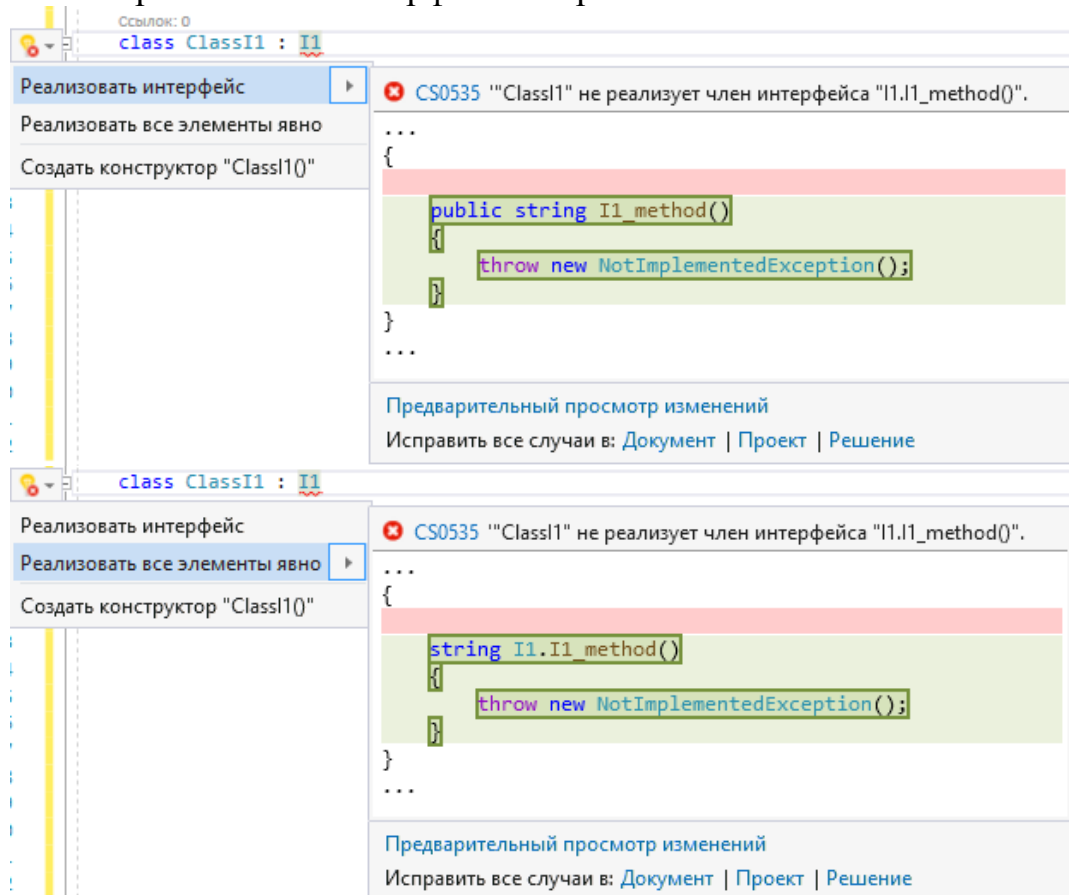 Ссылок: 0
class ClassI1 : I1
Реализовать интерфейс
Реализовать все элементы явно
Создать конструктор "ClassI1()"
CS0535 '"ClassI1" не реализует член интерфейса "I1.I1_method()".
...
{
public string I1_method()
{
throw new NotImplementedException();
}
}
...
Предварительный просмотр изменений
Исправить все случаи в: Документ | Проект | Решение
class ClassI1 : I1
Реализовать интерфейс
Реализовать все элементы явно
Создать конструктор "ClassI1()"
CS0535 '"ClassI1" не реализует член интерфейса "I1.I1_method()".
...
{
string I1.I1_method()
{
throw new NotImplementedException();
}
}
...
Предварительный просмотр изменений
Исправить все случаи в: Документ | Проект | Решение